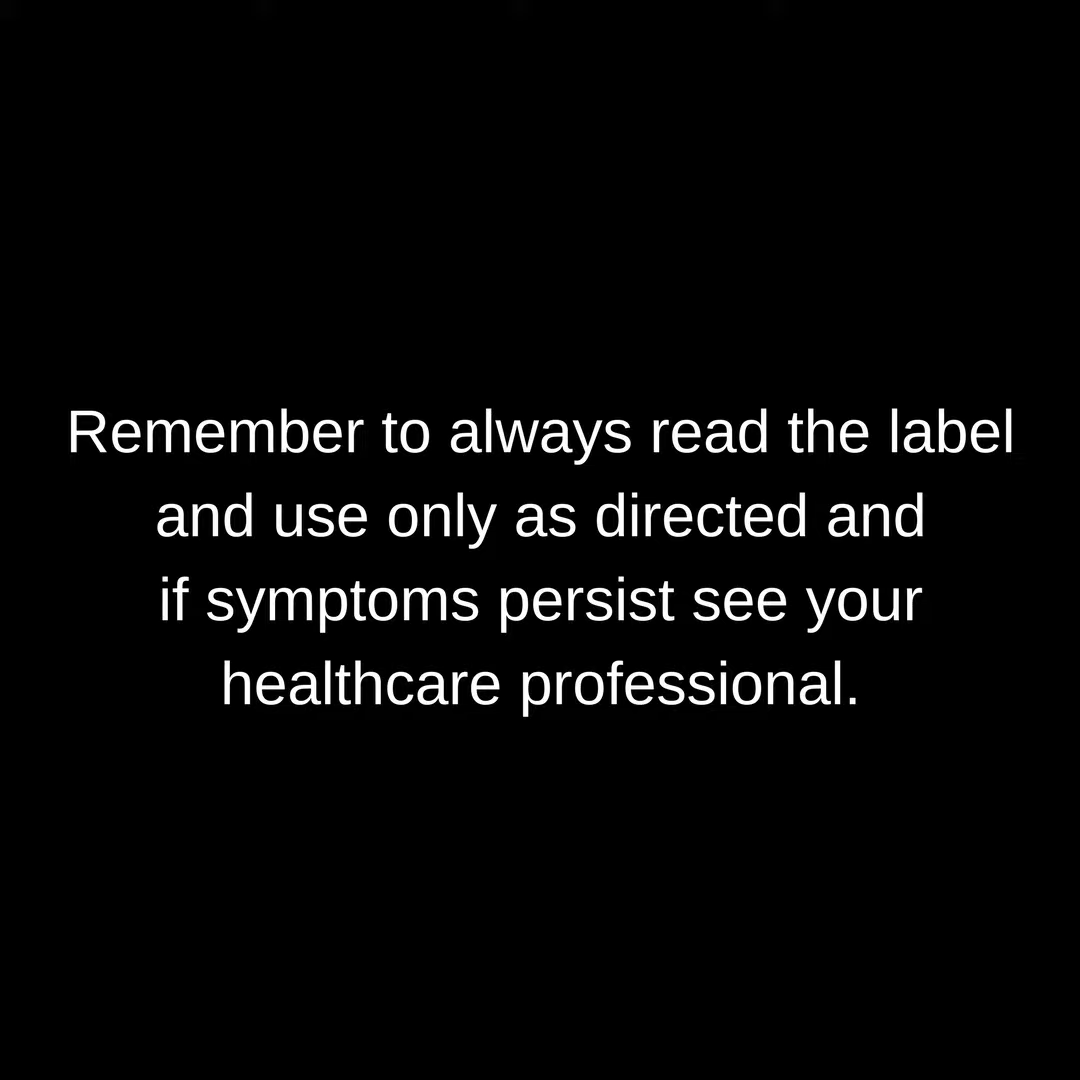 Remember to always read the label
and use only as directed and
if symptoms persist see your
healthcare professional.